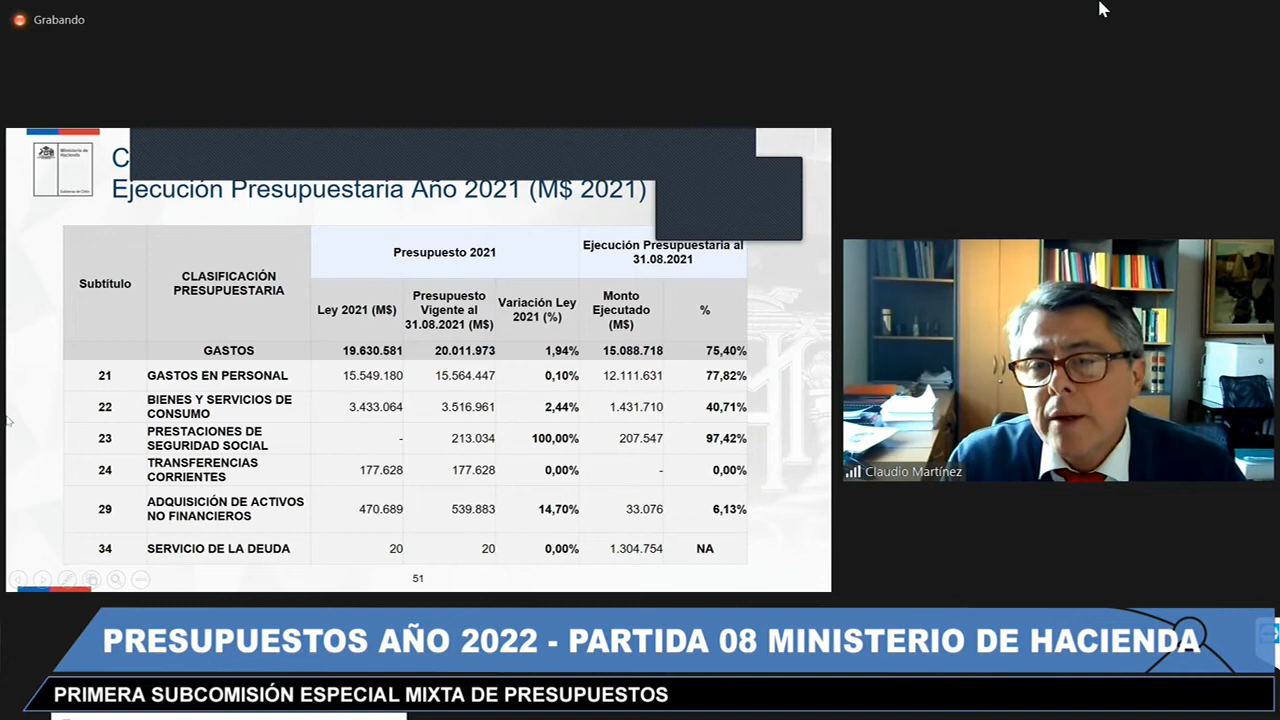 Grabando
Ministerio de
Hacienda
Gobierno de Chile
C
Ejecución Presupuestaria Año 2021 (M$ 2021)
Subtítulo
CLASIFICACIÓN
PRESUPUESTARIA
Presupuesto 2021
Ejecución Presupuestaria al
31.08.2021
Ley 2021 (M$)
Presupuesto
Vigente al
31.08.2021 (M$)
Variación Ley
2021 (%)
Monto
Ejecutado
(M$)
%
GASTOS 19.630.581 20.011.973 1,94% 15.088.718 75,40%
21 GASTOS EN PERSONAL 15.549.180 15.564.447 0,10% 12.111.631 77,82%
22 BIENES Y SERVICIOS DE
CONSUMO 3.433.064 3.516.961 2,44% 1.431.710 40,71%
23 PRESTACIONES DE
SEGURIDAD SOCIAL - 213.034 100,00% 207.547 97,42%
24 TRANSFERENCIAS
CORRIENTES 177.628 177.628 0,00% - 0,00%
29 ADQUISICIÓN DE ACTIVOS
NO FINANCIEROS 470.689 539.883 14,70% 33.076 6,13%
34 SERVICIO DE LA DEUDA 20 20 0,00% 1.304.754 NA
51
Claudio Martínez
PRESUPUESTOS AÑO 2022 - PARTIDA 08 MINISTERIO DE HACIENDA
PRIMERA SUBCOMISIÓN ESPECIAL MIXTA DE PRESUPUESTOS